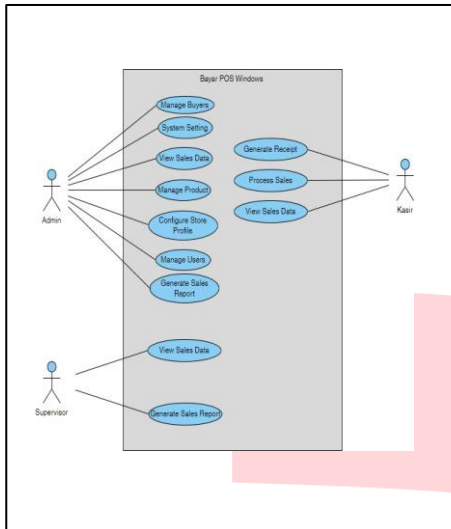 Bayar POS Windows
Manage Buyers
System Setting
View Sales Data
Manage Product
Configure Store
Profile
Manage Users
Generate Sales
Report
Admin
Generate Receipt
Process Sales
View Sales Data
Kasir
View Sales Data
Generate Sales Report
Supervisor